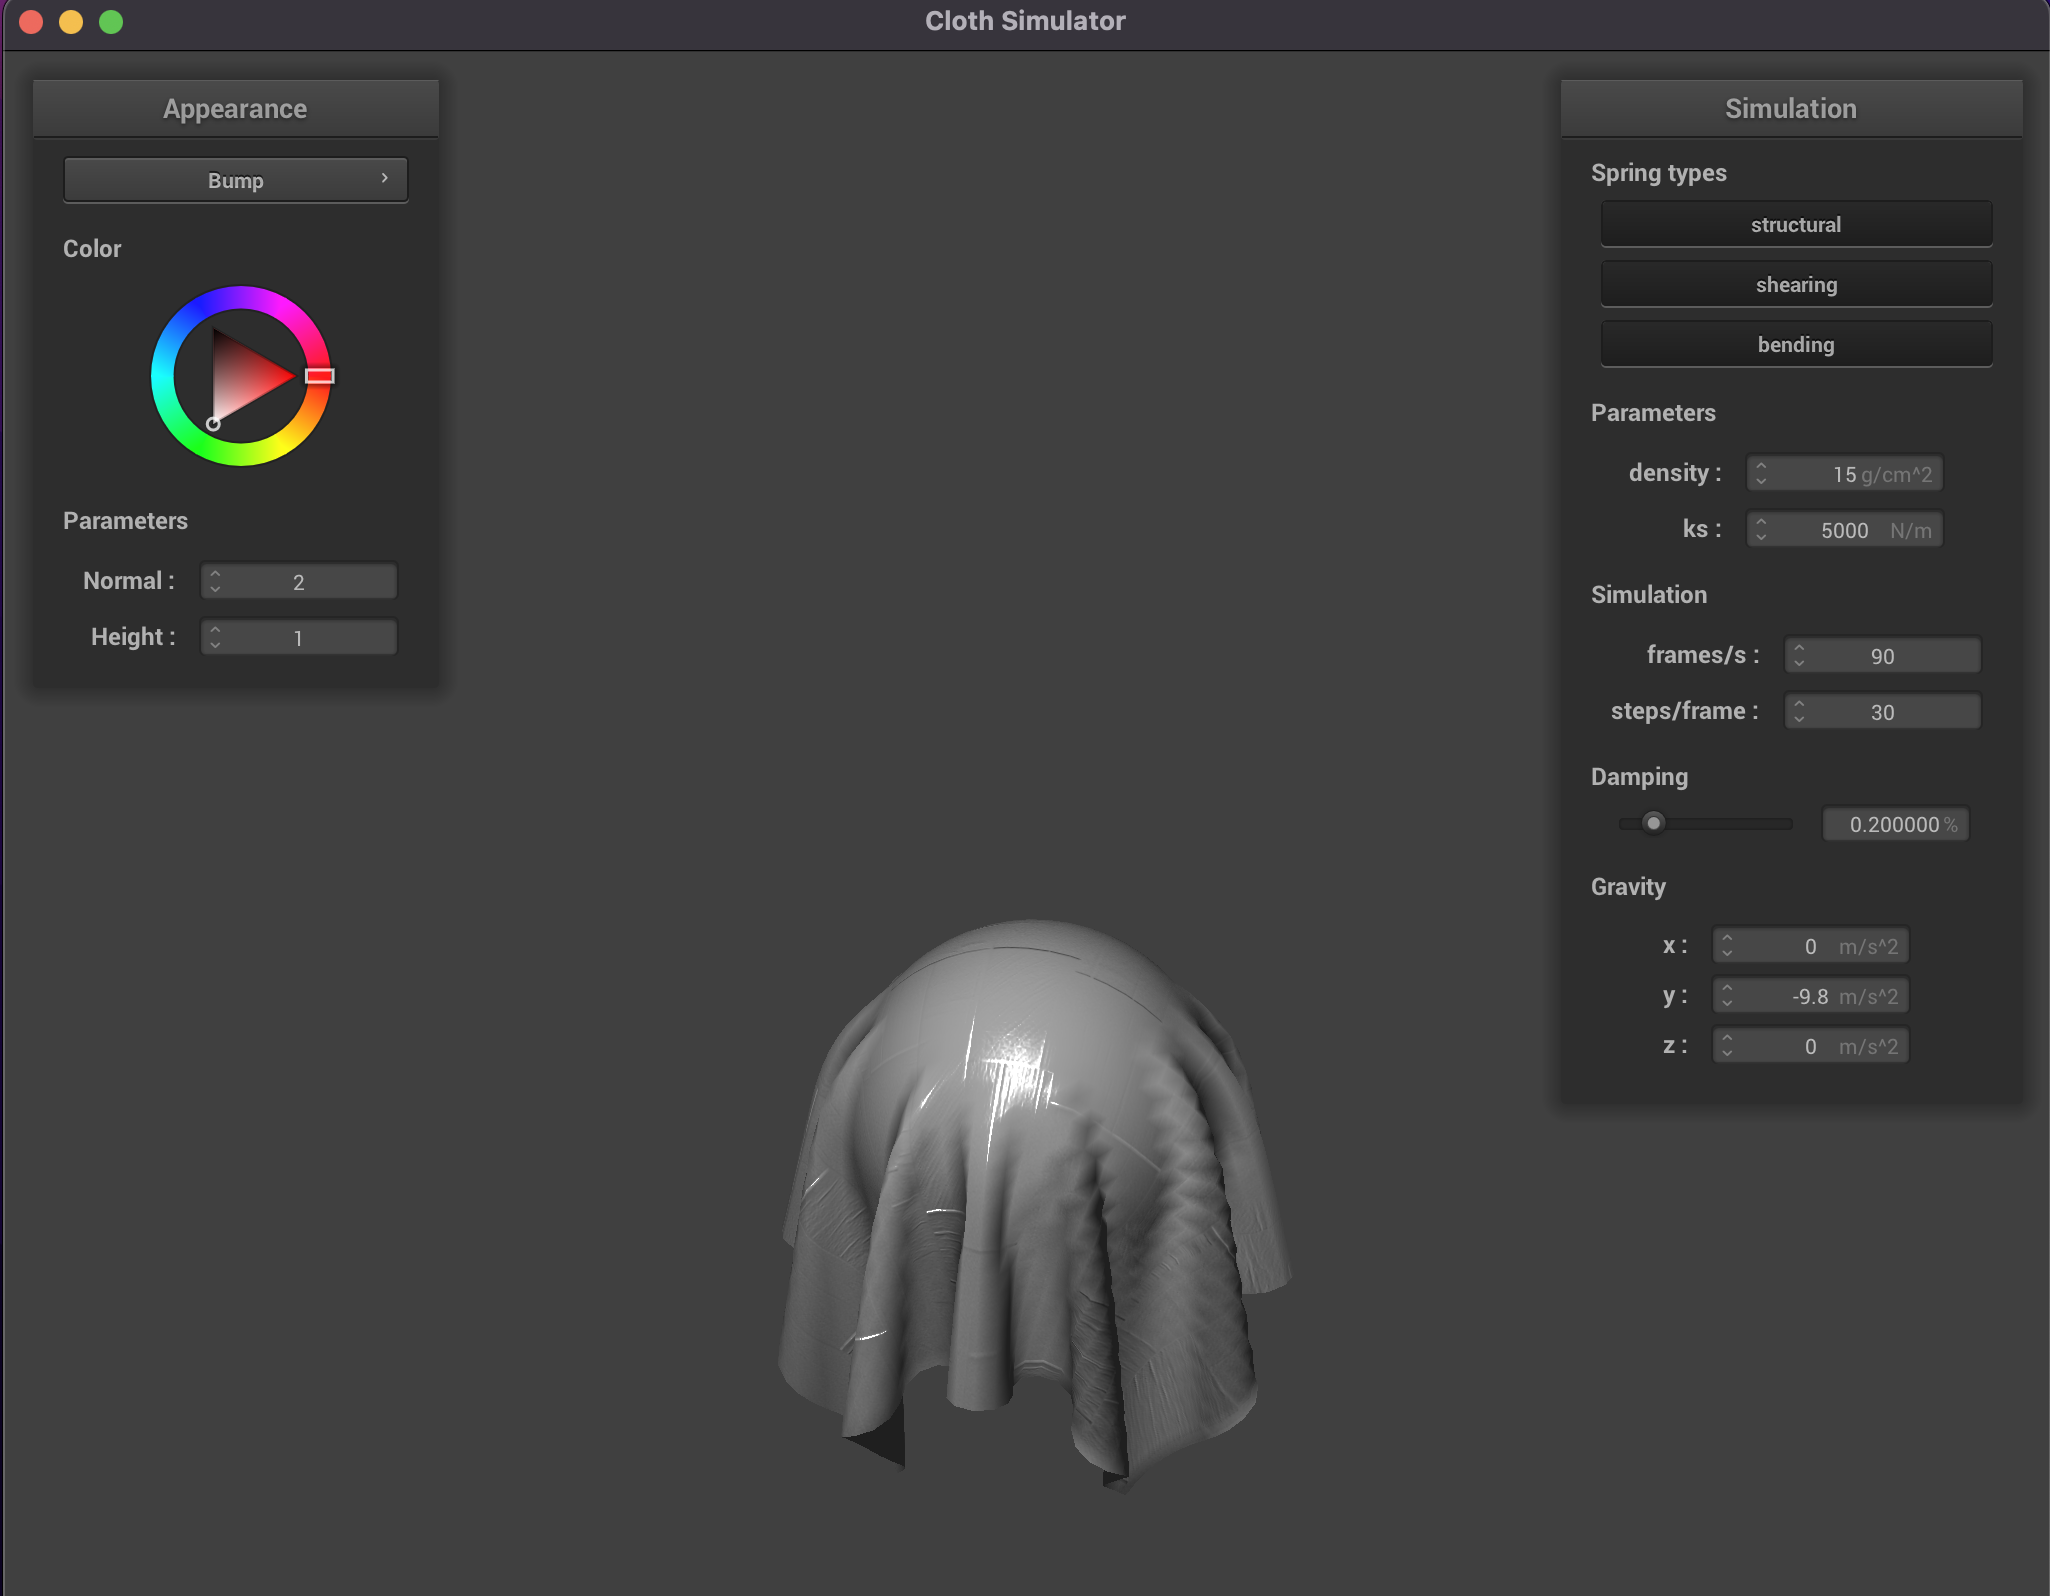 Cloth Simulator
Appearance
Bump
Color
Parameters
Normal : 2
Height : 1
Simulation
Spring types
structural
shearing
bending
Parameters
density : 15 g/cm^2
ks : 5000 N/m
Simulation
frames/s : 90
steps/frame : 30
Damping
0.200000 %
Gravity
x : 0 m/s^2
y : -9.8 m/s^2
z : 0 m/s^2